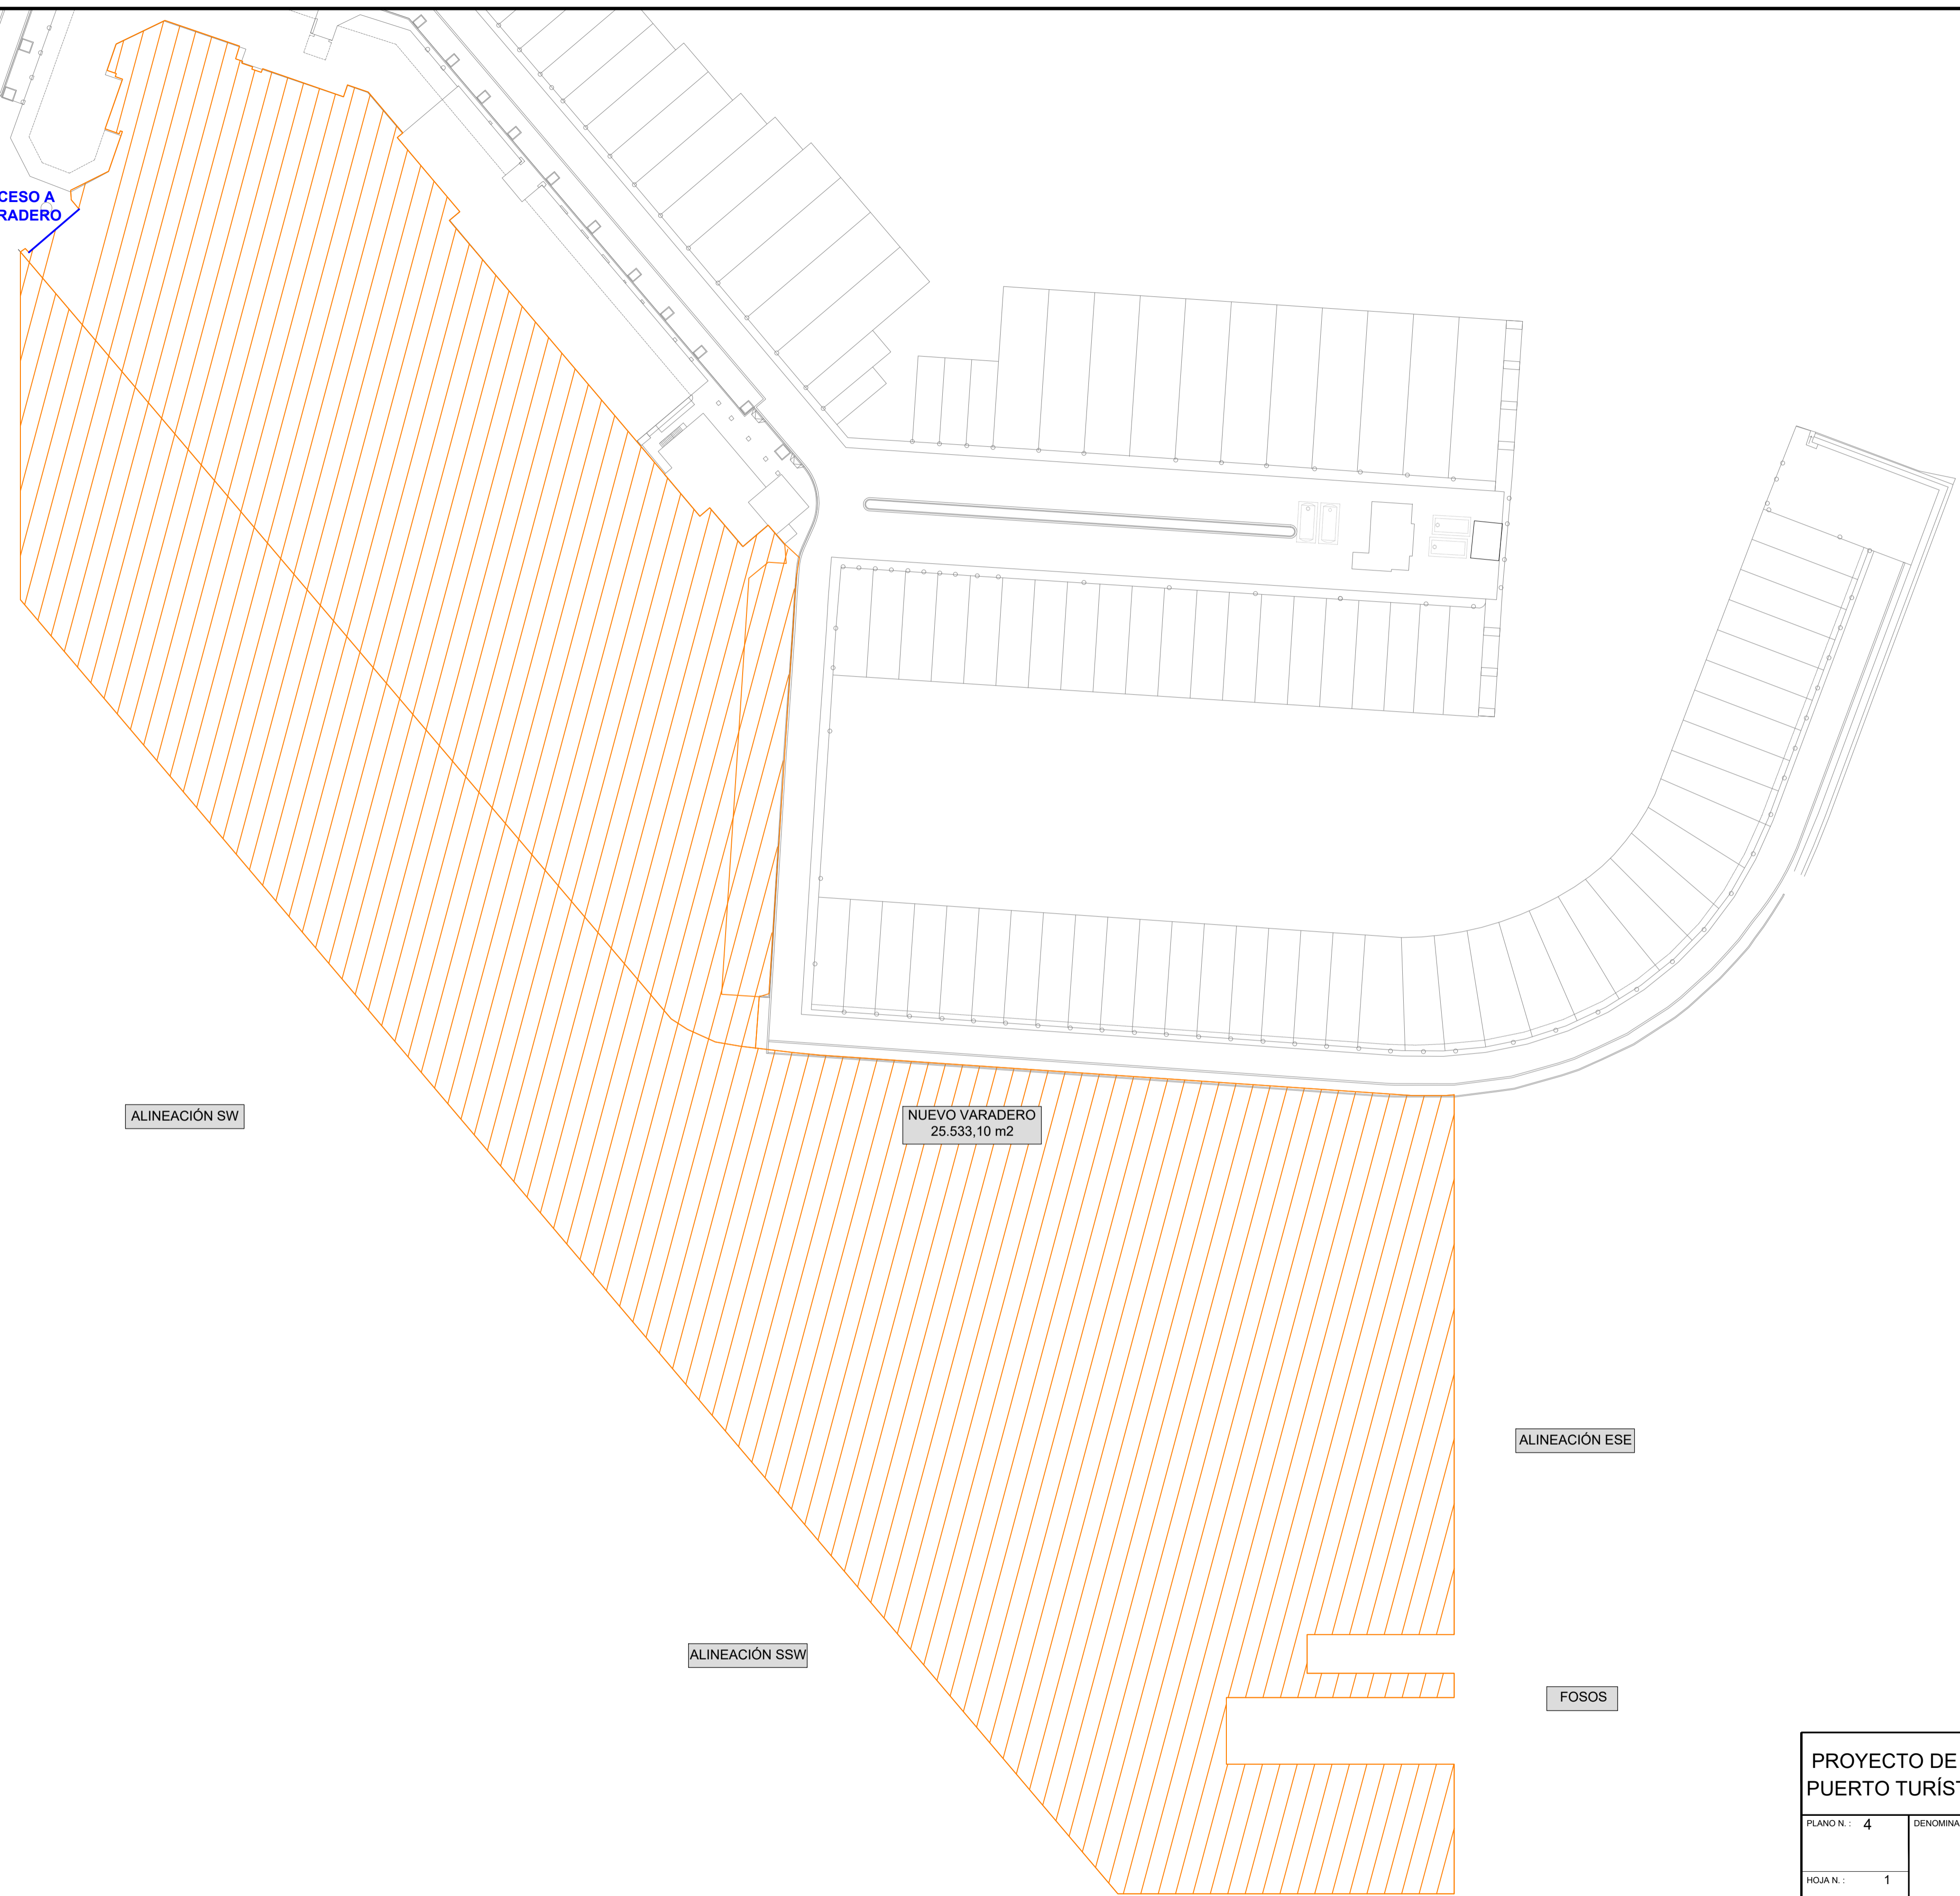 CESO A
RADERO
ALINEACIÓN SW
NUEVO VARADERO
25.533,10 m2
ALINEACIÓN ESE
ALINEACIÓN SSW
FOSOS
PROYECTO DE
PUERTO TURÍST
PLANO N. : 4
DENOMINA
HOJA N. : 1